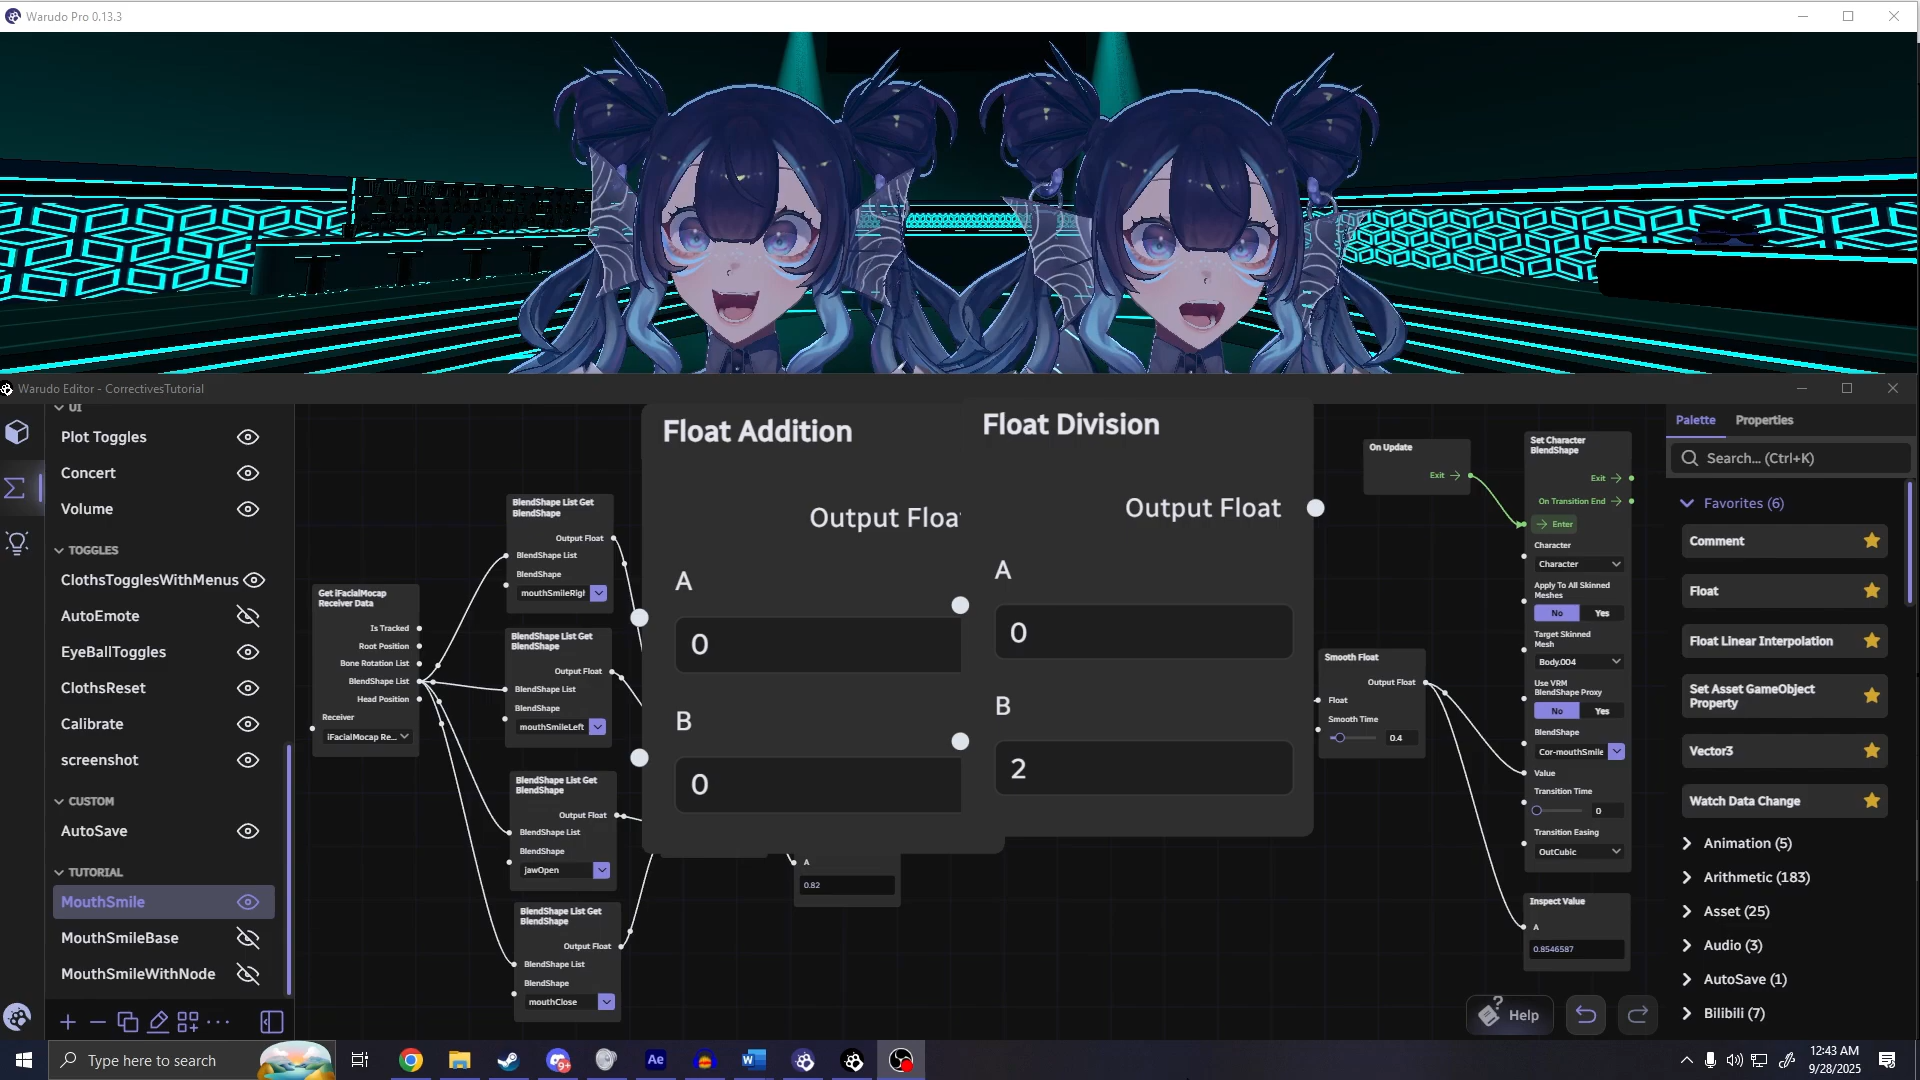 Warudo Pro 0.13.3
Warudo Editor - CorrectivesTutorial
UI
Plot Toggles
Concert
Volume
TOGGLES
ClothsTogglesWithMenus
AutoEmote
EyeBallToggles
ClothsReset
Calibrate
screenshot
CUSTOM
AutoSave
TUTORIAL
MouthSmile
MouthSmileBase
MouthSmileWithNode
Get iFacialMocap
Receiver Data
Is Tracked
Root Position
Bone Rotation List
BlendShape List
Head Position
Receiver
iFacialMocap Re...
BlendShape List Get
BlendShape
Output Float
BlendShape List
BlendShape
mouthSmileRigl
BlendShape List Get
BlendShape
Output Float
BlendShape List
BlendShape
mouthSmileLeft
BlendShape List Get
BlendShape
Output Float
BlendShape List
BlendShape
jawOpen
BlendShape List Get
BlendShape
Output Float
BlendShape List
BlendShape
mouthClose
Float Addition
Output Float
A
0
B
0
Float Division
Output Float
A
0
B
2
A
0.82
Smooth Float
Output Float
Float
Smooth Time
0.4
On Update
Exit
Set Character
BlendShape
Exit
On Transition End
Enter
Character
Character
Apply To All Skinned
Meshes
No Yes
Target Skinned
Mesh
Body.004
Use VRM
BlendShape Proxy
No Yes
BlendShape
Cor-mouthSmile
Value
Transition Time
0
Transition Easing
OutCubic
Inspect Value
A
0.8546587
Palette Properties
Search... (Ctrl+K)
Favorites (6)
Comment
Float
Float Linear Interpolation
Set Asset GameObject
Property
Vector3
Watch Data Change
Animation (5)
Arithmetic (183)
Asset (25)
Audio (3)
AutoSave (1)
Bilibili (7)
? Help
Type here to search
9+
Ae
W
12:43 AM
9/28/2025